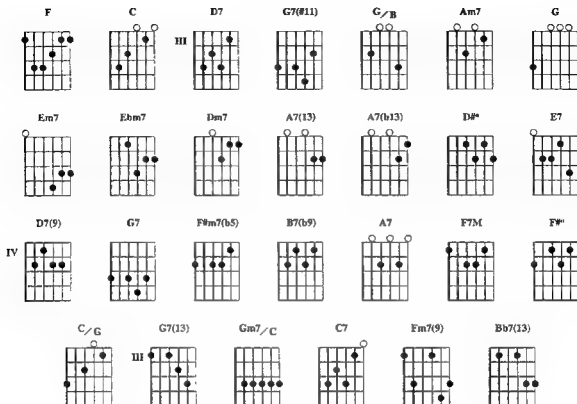 F C D7 G7(#11) G/B Am7 G
III
Em7 Ebm7 Dm7 A7(13) A7(b13) D#° E7
D7(9) G7 F#m7(b5) B7(b9) A7 F7M F#°
IV
C/G G7(13) Gm7/C C7 Fm7(9) Bb7(13)
III